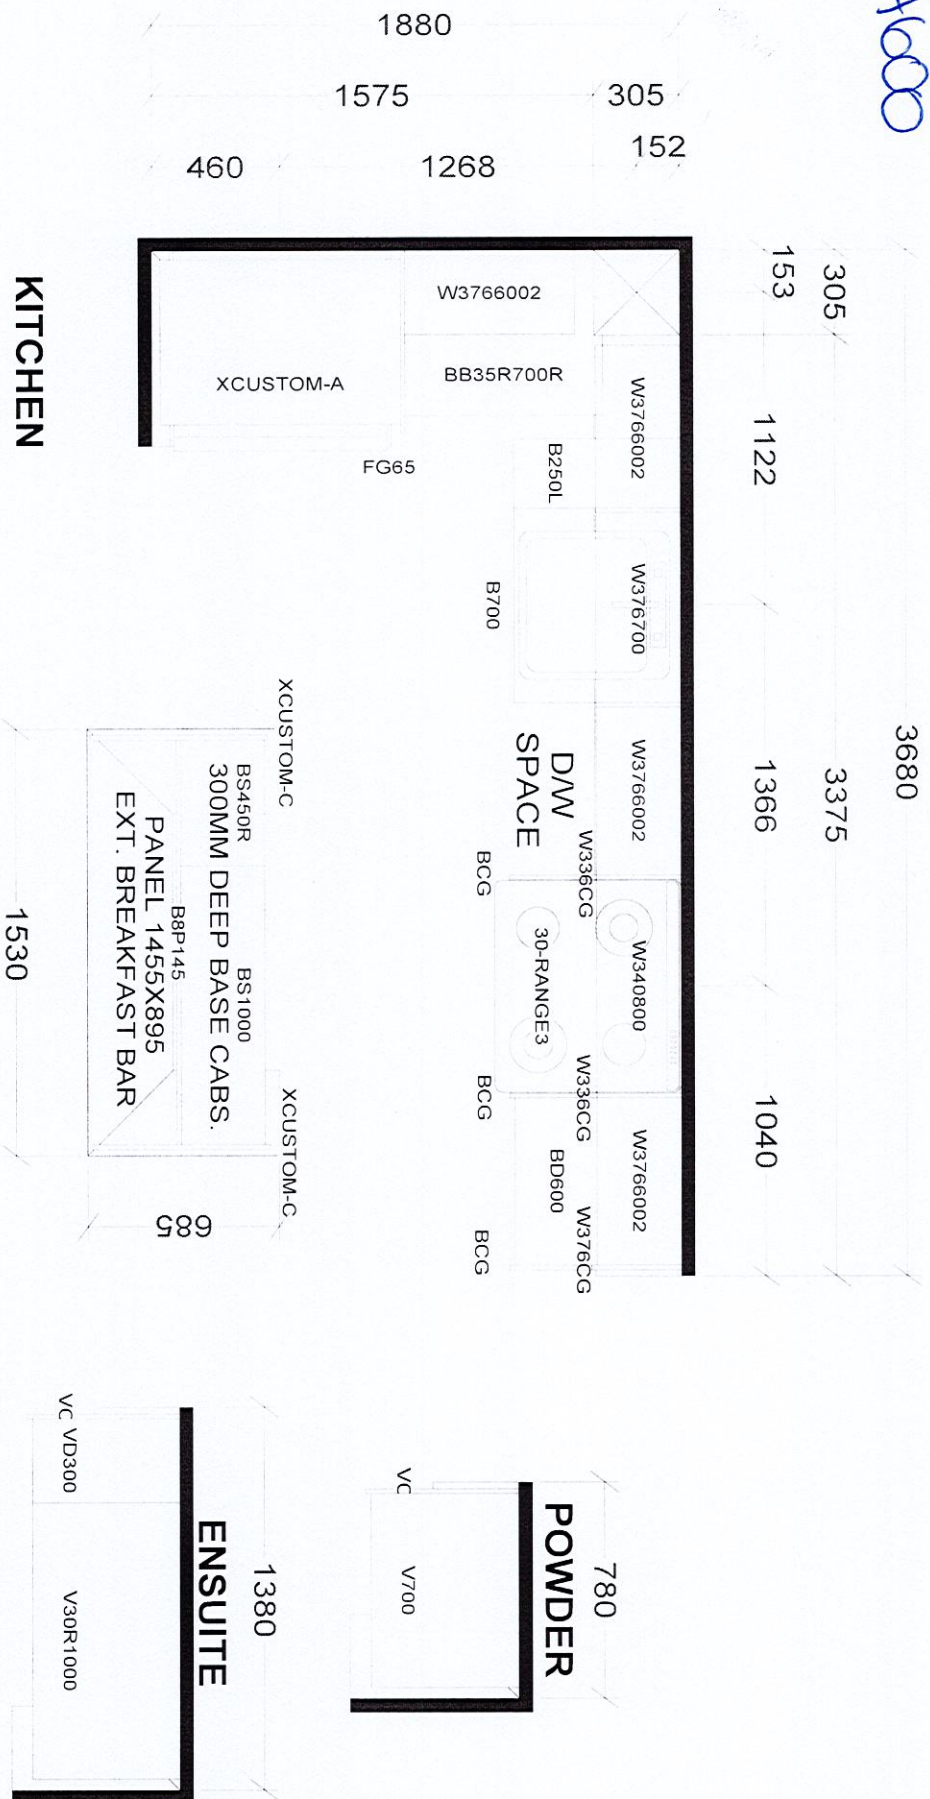 1880
1575
305
460
1268
152
305
153
1122
3680
3375
1366
1040
W3766002
XCUSTOM-A
BB35R700R
FG65
W3766002
B250L
W376700
B700
W3766002
D/W
SPACE
W336CG
BCG
W340800
30-RANGE3
W336CG
BCG
W3766002
BD600
W376CG
BCG
KITCHEN
XCUSTOM-C
XCUSTOM-C
BS450R
BS1000
300MM DEEP BASE CABS.
B8P145
PANEL 1455X895
EXT. BREAKFAST BAR
1530
685
780
POWDER
VC
V700
1380
ENSUITE
VC VD300
V30R1000